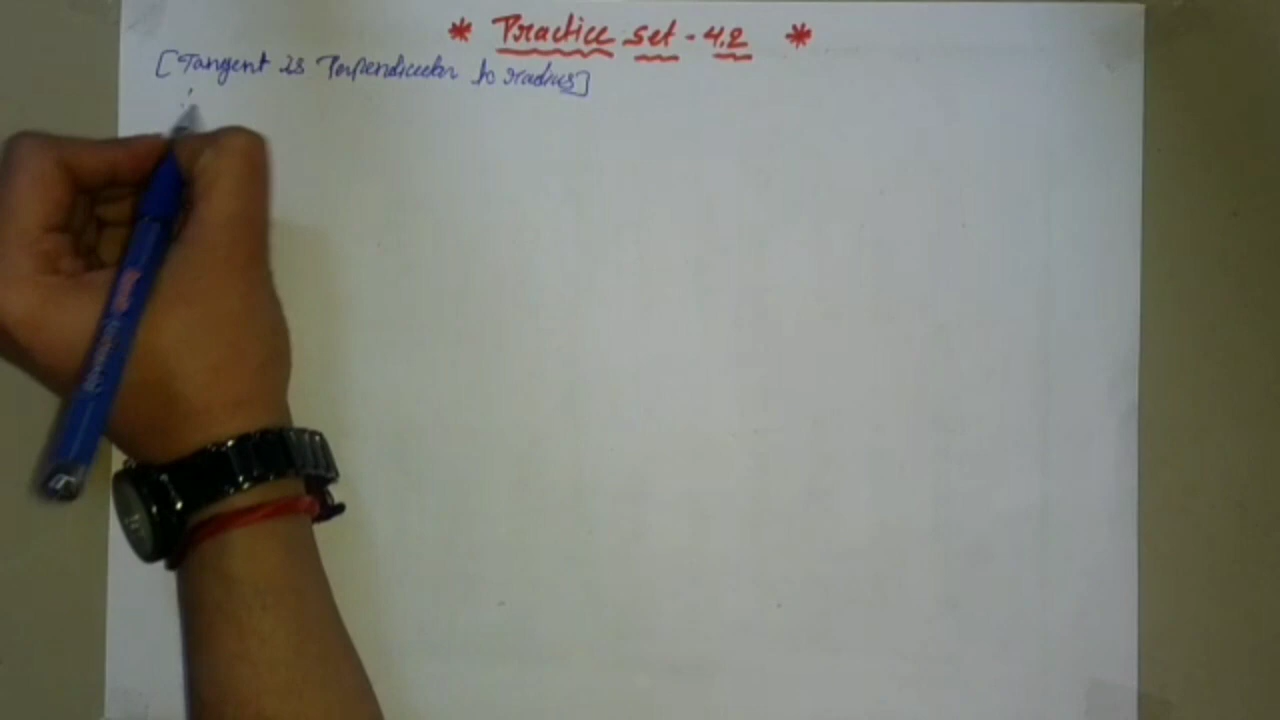 * Practice set - 4.2 *
[Tangent is Perpendicular to radius]